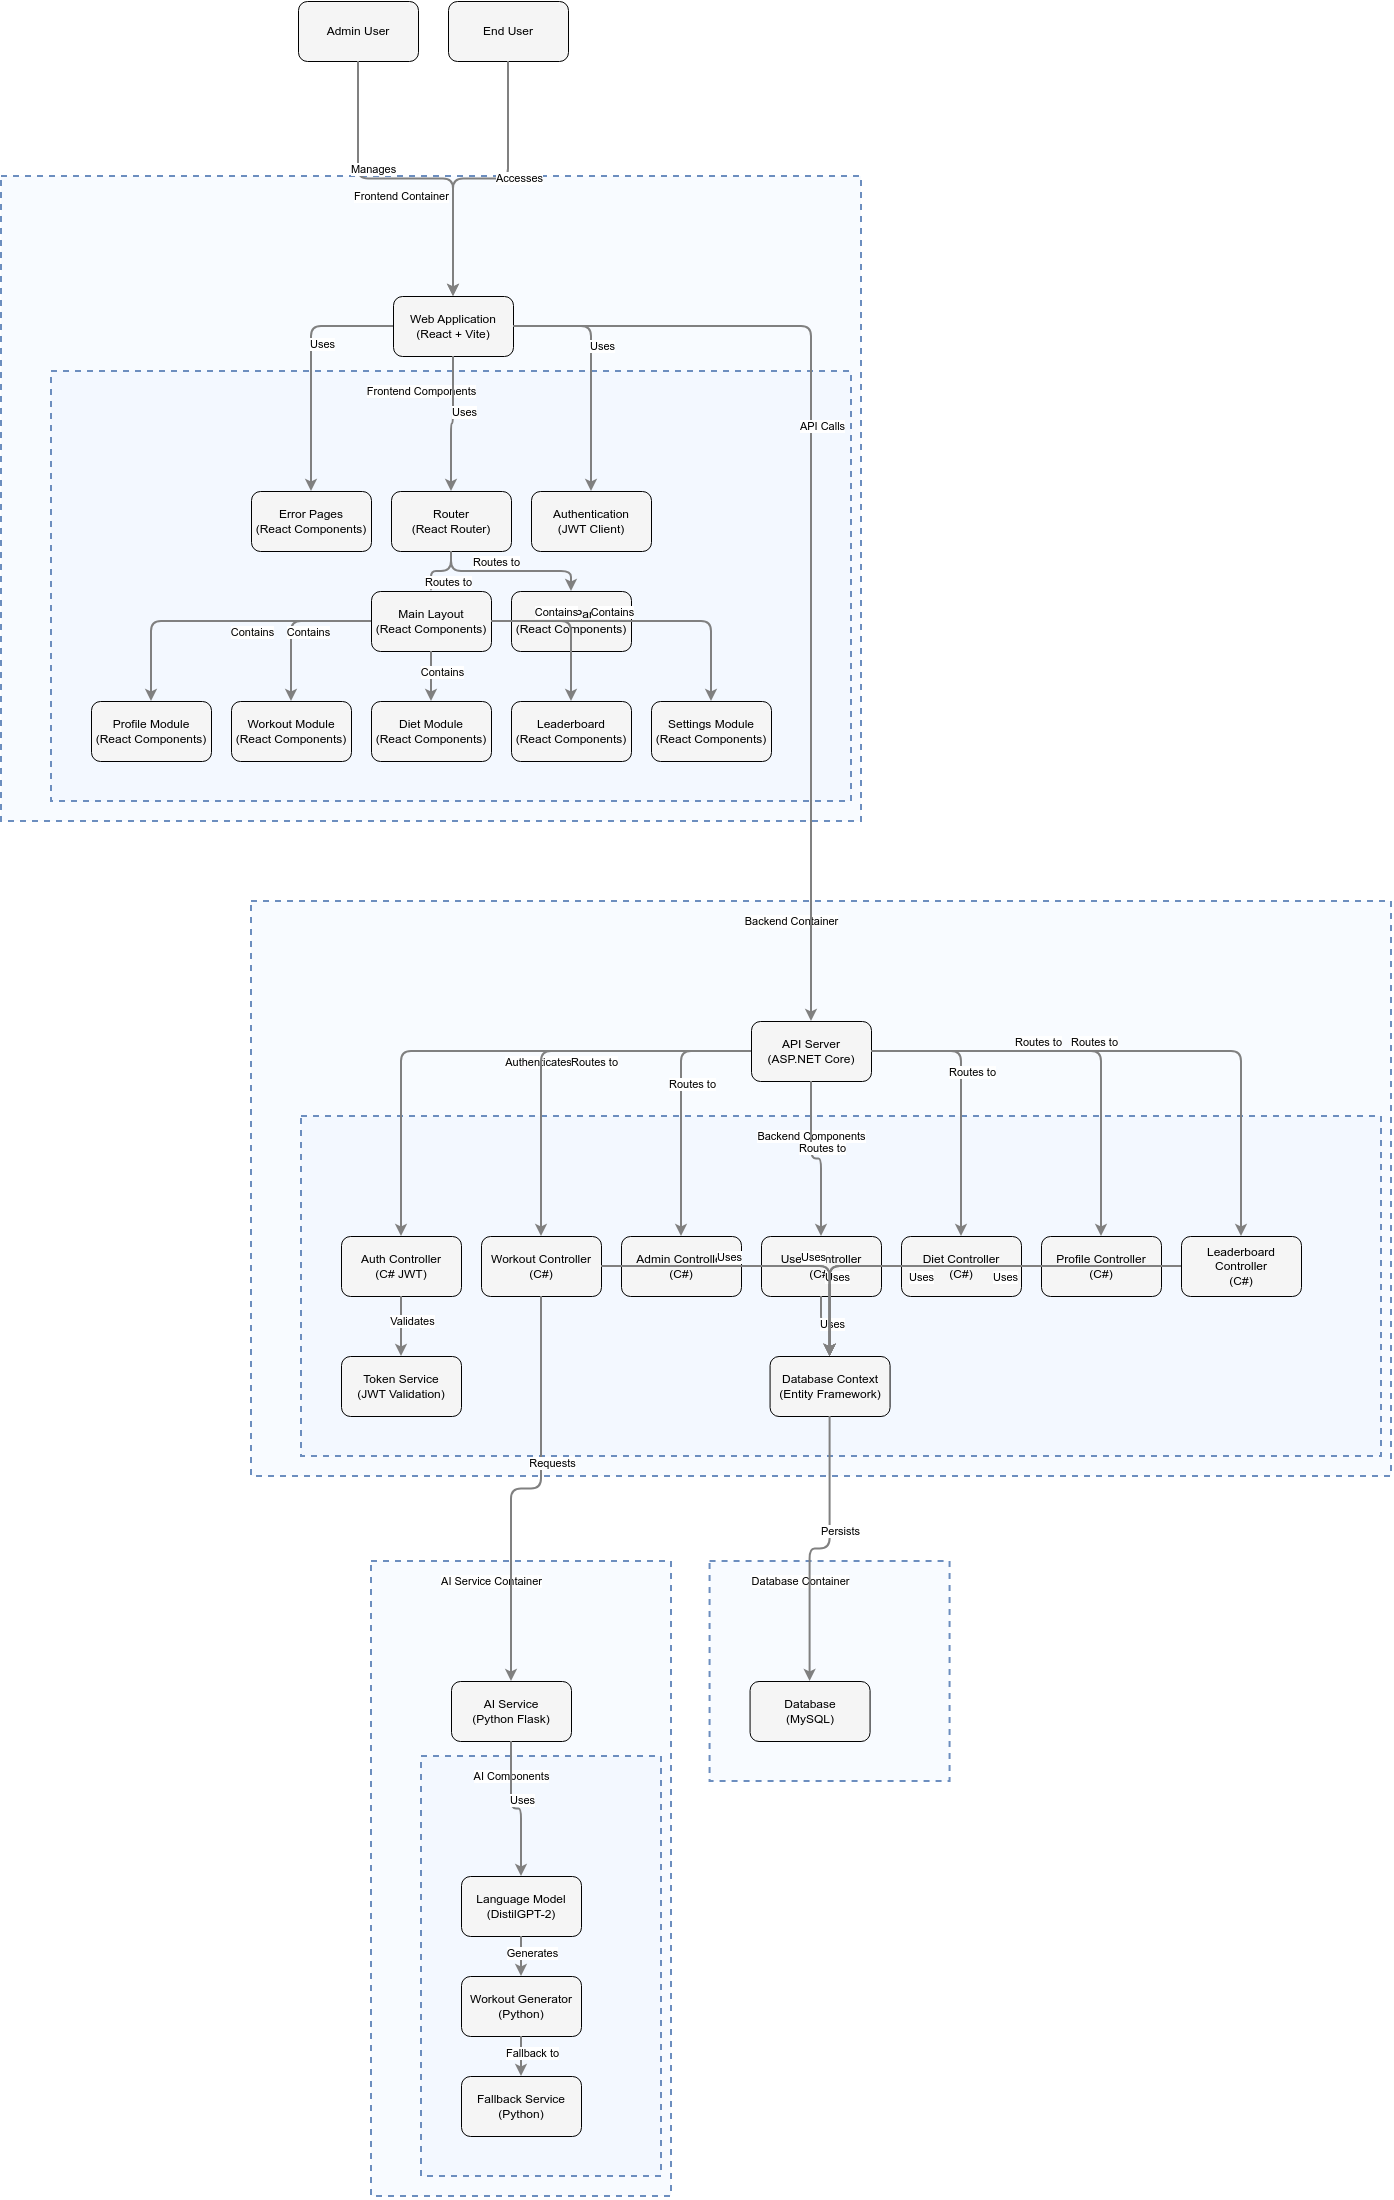 Admin User
End User
Manages
Accesses
Frontend Container
Web Application
(React + Vite)
Uses
Uses
Frontend Components
Uses
API Calls
Error Pages
(React Components)
Router
(React Router)
Authentication
(JWT Client)
Routes to
Routes to
Main Layout
(React Components)
Contains
Contains
(React Components)
Contains
Contains
Contains
Profile Module
(React Components)
Workout Module
(React Components)
Diet Module
(React Components)
Leaderboard
(React Components)
Settings Module
(React Components)
Backend Container
API Server
(ASP.NET Core)
Routes to
Routes to
Authenticates
Routes to
Routes to
Routes to
Backend Components
Routes to
Auth Controller
(C# JWT)
Workout Controller
(C#)
Admin Controller
(C#)
Uses
User Controller
(C#)
Uses
Uses
Diet Controller
(C#)
Uses
Uses
Profile Controller
(C#)
Leaderboard
Controller
(C#)
Validates
Uses
Token Service
(JWT Validation)
Database Context
(Entity Framework)
Requests
Persists
AI Service Container
Database Container
AI Service
(Python Flask)
Database
(MySQL)
AI Components
Uses
Language Model
(DistilGPT-2)
Generates
Workout Generator
(Python)
Fallback to
Fallback Service
(Python)